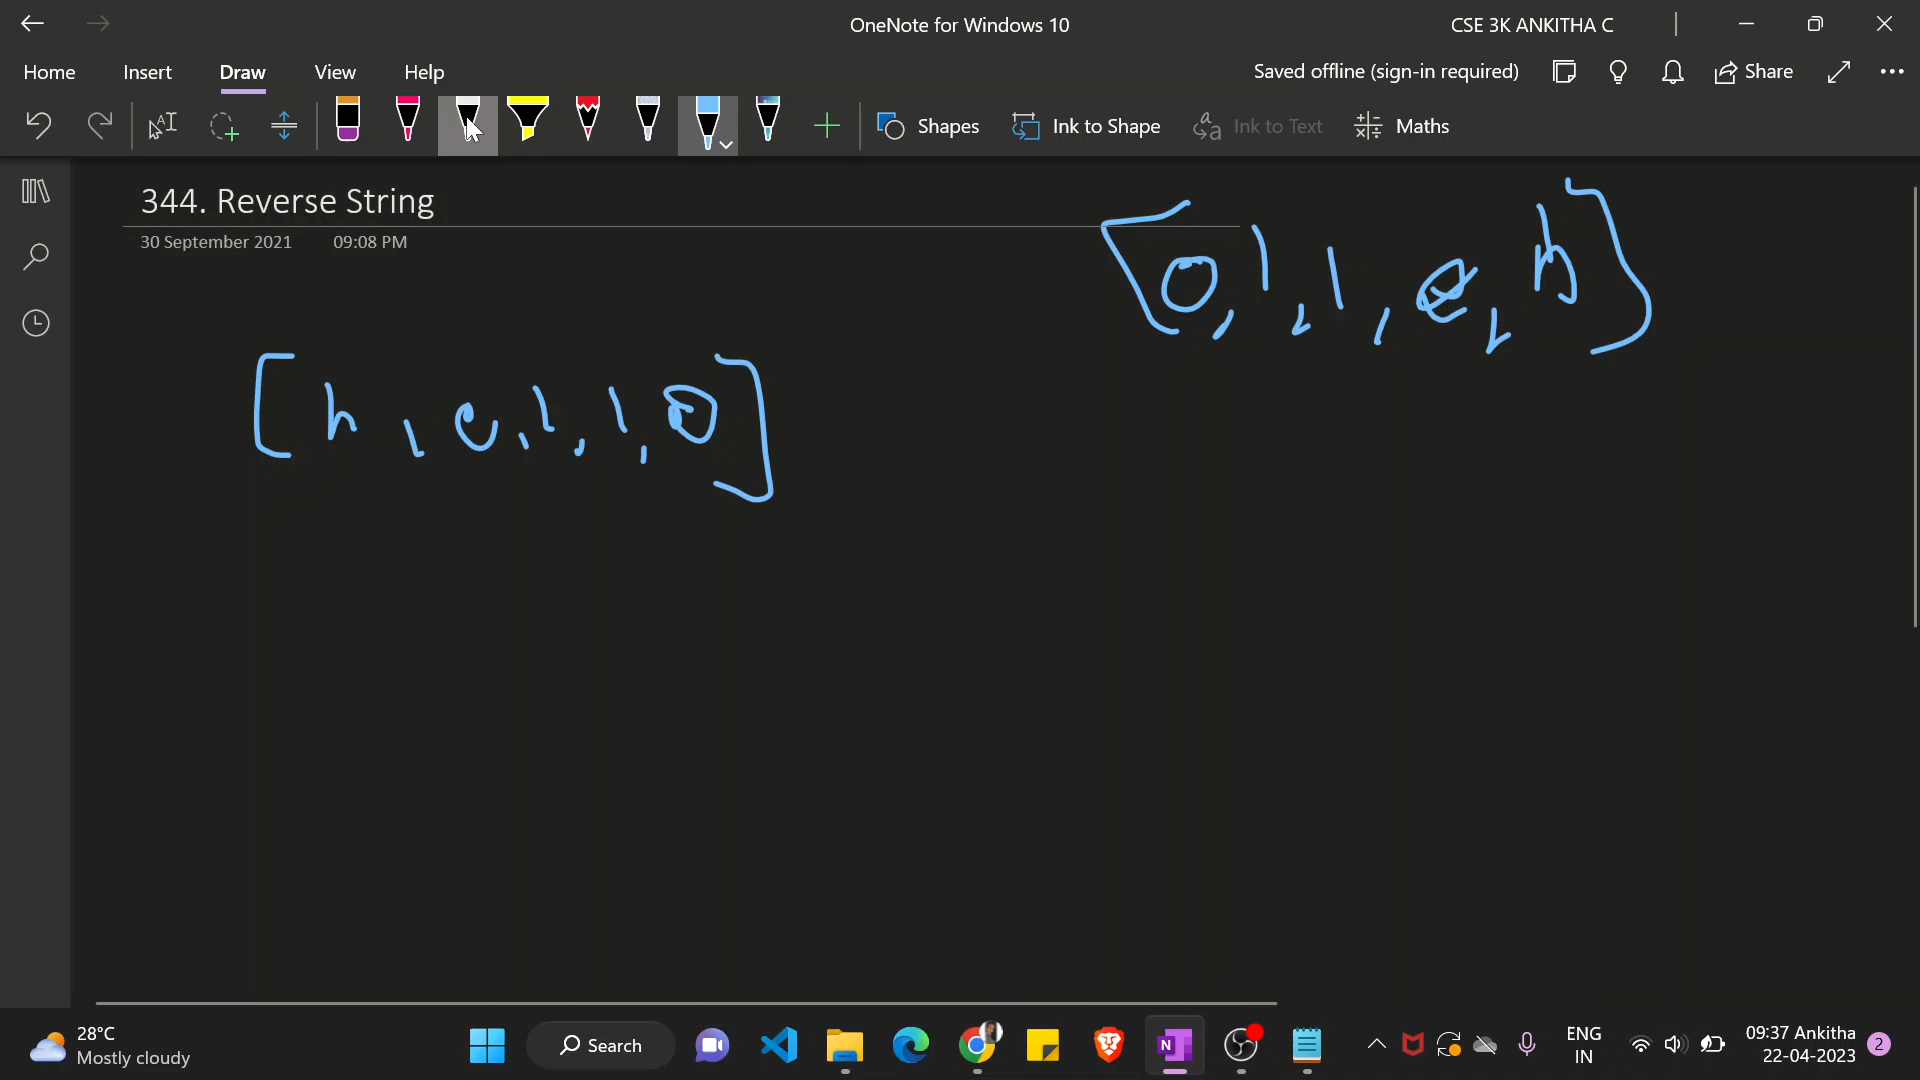 OneNote for Windows 10
CSE 3K ANKITHA C
Home Insert Draw View Help
Saved offline (sign-in required)
Share
Shapes
Ink to Shape
Ink to Text
Maths
344. Reverse String
30 September 2021 09:08 PM
[o, l, l, e, h]
[h, e, l, l, o]
28°C
Mostly cloudy
Search
ENG
IN
09:37 Ankitha
22-04-2023
2